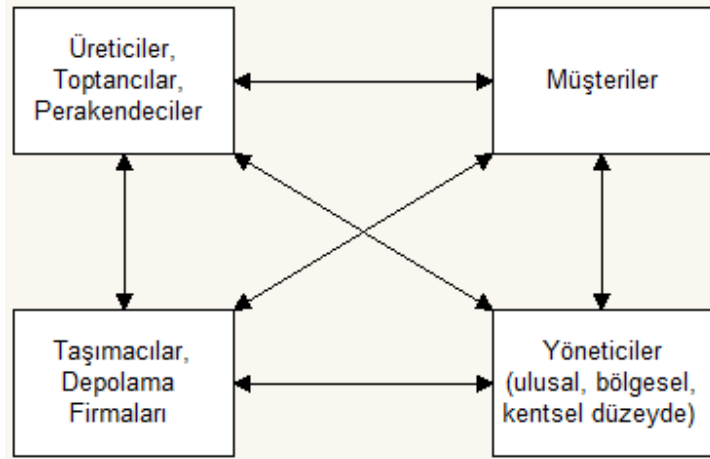 Üreticiler,
Toptancılar,
Perakendeciler
Müşteriler
Taşımacılar,
Depolama
Firmaları
Yöneticiler
(ulusal, bölgesel,
kentsel düzeyde)